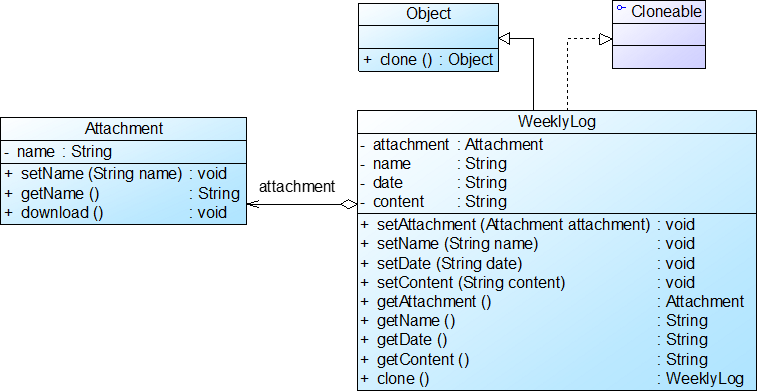 Object
+ clone () : Object
Cloneable
Attachment
- name : String
+ setName (String name) : void
+ getName () : String
+ download () : void
attachment
WeeklyLog
- attachment : Attachment
- name : String
- date : String
- content : String
+ setAttachment (Attachment attachment) : void
+ setName (String name) : void
+ setDate (String date) : void
+ setContent (String content) : void
+ getAttachment () : Attachment
+ getName () : String
+ getDate () : String
+ getContent () : String
+ clone () : WeeklyLog